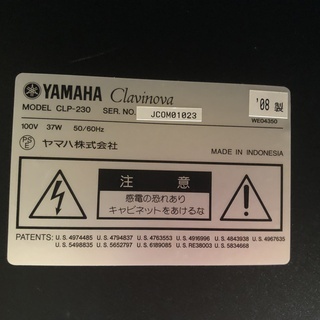 YAMAHA Clavinova
MODEL CLP-230 SER. NO. JCOM01023
'08 製
100V 37W 50/60Hz
WE04350
PS E ヤマハ株式会社
MADE IN INDONESIA
注意
感電の恐れあり
キャビネットをあけるな
PATENTS: U.S. 4974485 U.S. 4794837 U.S. 4763553 U.S. 4916996 U.S. 4843938 U.S. 4967635
U.S. 5498835 U.S. 5652797 U.S. 6189085 U.S. RE38003 U.S. 5834668